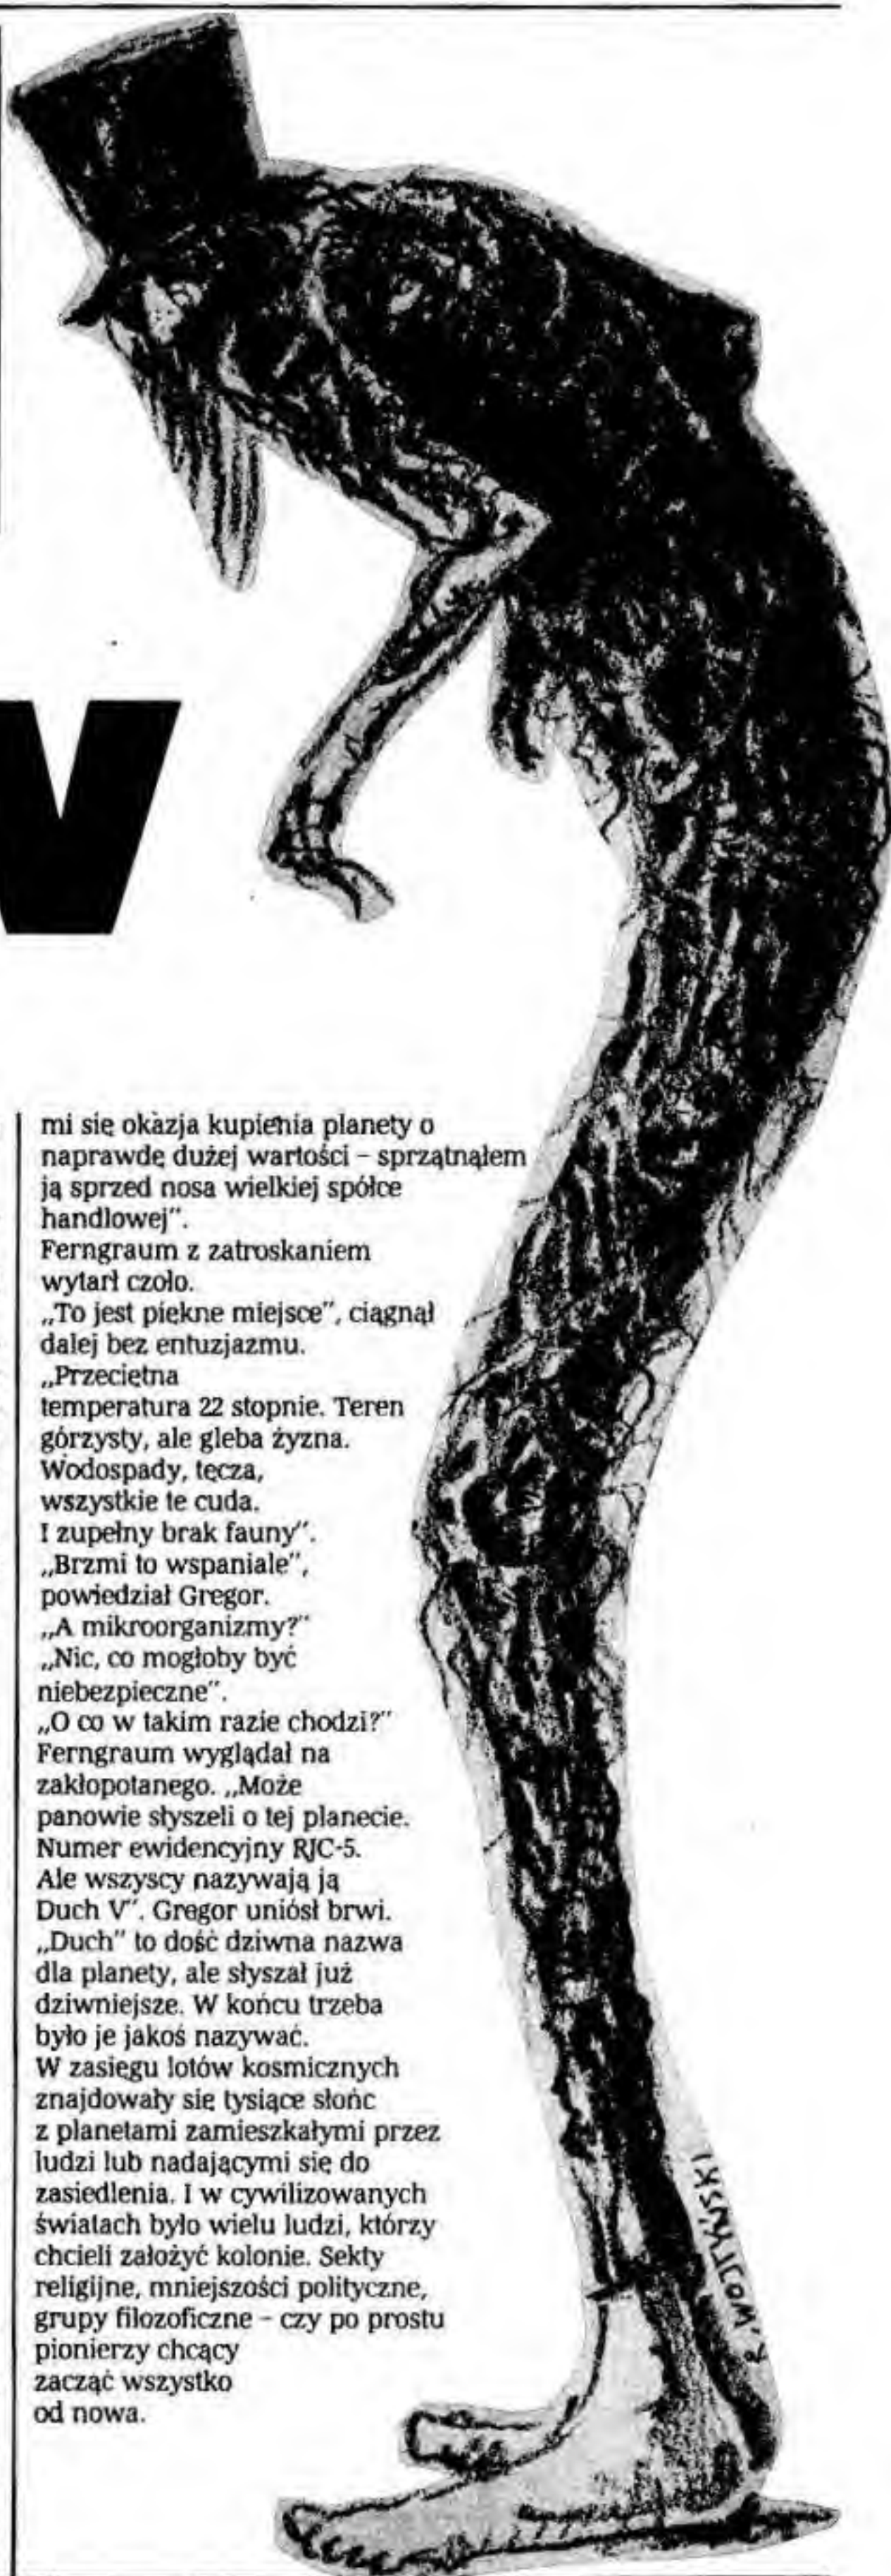 V
mi się okazja kupienia planety o
naprawdę dużej wartości – sprzątnąłem
ją sprzed nosa wielkiej spółce
handlowej”.
Ferngraum z zatroskaniem
wytarł czoło.
„To jest piękne miejsce”, ciągnął
dalej bez entuzjazmu.
„Przeciętna
temperatura 22 stopnie. Teren
górzysty, ale gleba żyzna.
Wodospady, tęcza,
wszystkie te cuda.
I zupełny brak fauny”.
„Brzmi to wspaniale”,
powiedział Gregor.
„A mikroorganizmy?”
„Nic, co mogłoby być
niebezpieczne”.
„O co w takim razie chodzi?”
Ferngraum wyglądał na
zakłopotanego. „Może
panowie słyszeli o tej planecie.
Numer ewidencyjny RJC-5.
Ale wszyscy nazywają ją
Duch V”. Gregor uniósł brwi.
„Duch” to dość dziwna nazwa
dla planety, ale słyszał już
dziwniejsze. W końcu trzeba
było je jakoś nazywać.
W zasięgu lotów kosmicznych
znajdowały się tysiące słońc
z planetami zamieszkałymi przez
ludzi lub nadającymi się do
zasiedlenia. I w cywilizowanych
światach było wielu ludzi, którzy
chcieli założyć kolonie. Sekty
religijne, mniejszości polityczne,
grupy filozoficzne – czy po prostu
pionierzy chcący
zacząć wszystko
od nowa.